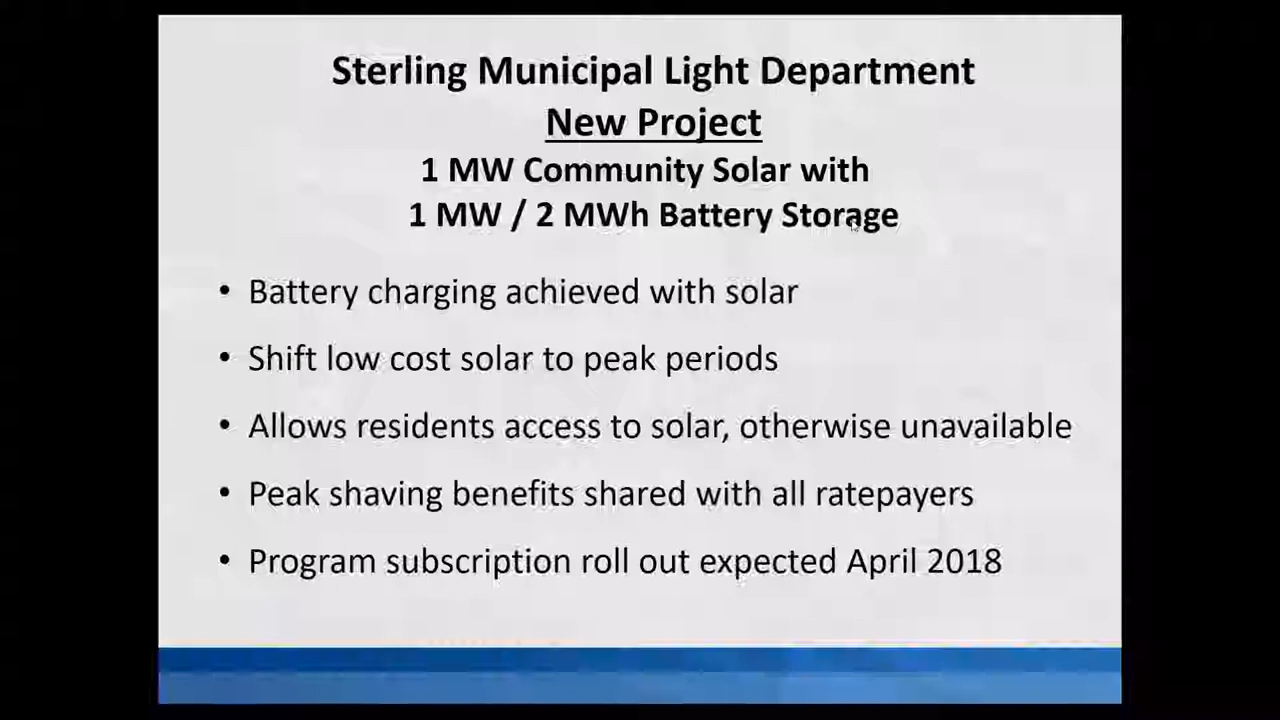 Sterling Municipal Light Department
New Project
1 MW Community Solar with
1 MW / 2 MWh Battery Storage
• Battery charging achieved with solar
• Shift low cost solar to peak periods
• Allows residents access to solar, otherwise unavailable
• Peak shaving benefits shared with all ratepayers
• Program subscription roll out expected April 2018